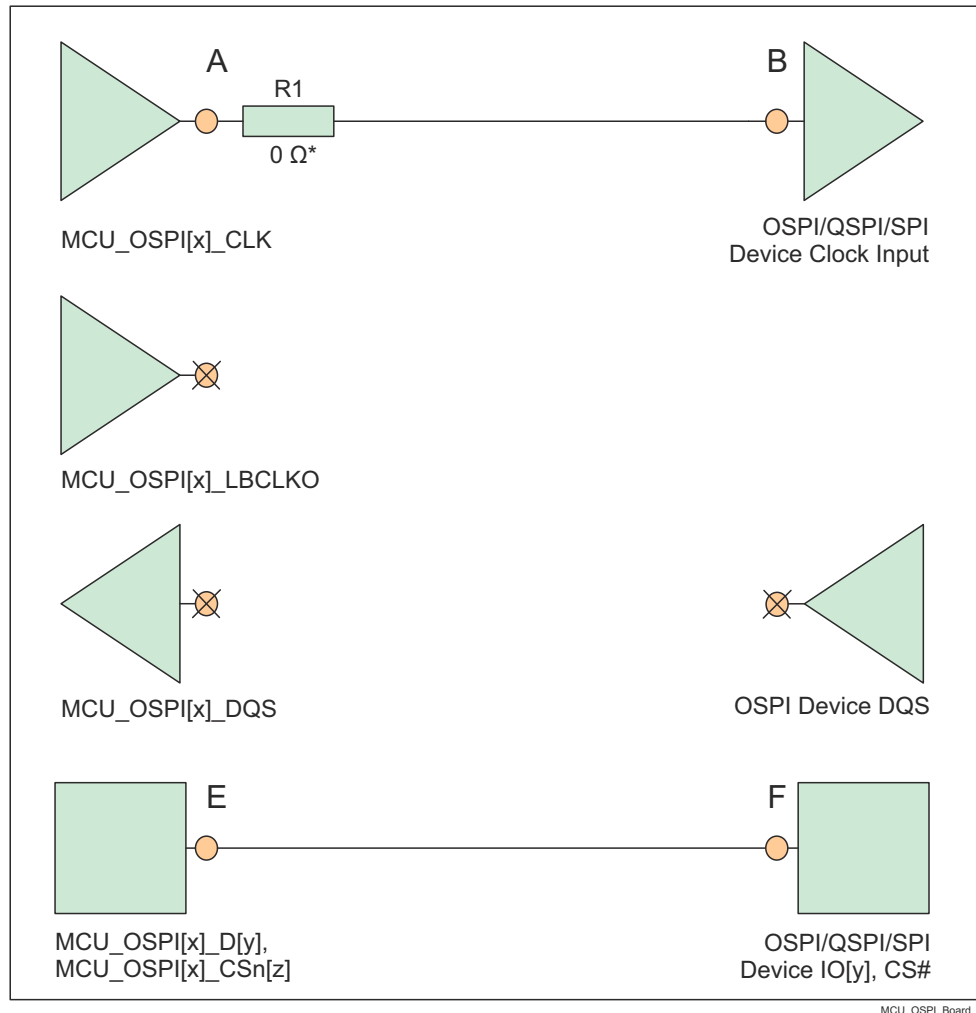 A
B
R1
0 Ω*
MCU_OSPI[x]_CLK
OSPI/QSPI/SPI
Device Clock Input
MCU_OSPI[x]_LBCLKO
MCU_OSPI[x]_DQS
OSPI Device DQS
E
F
MCU_OSPI[x]_D[y],
MCU_OSPI[x]_CSn[z]
OSPI/QSPI/SPI
Device IO[y], CS#
MCU_OSPI_Board